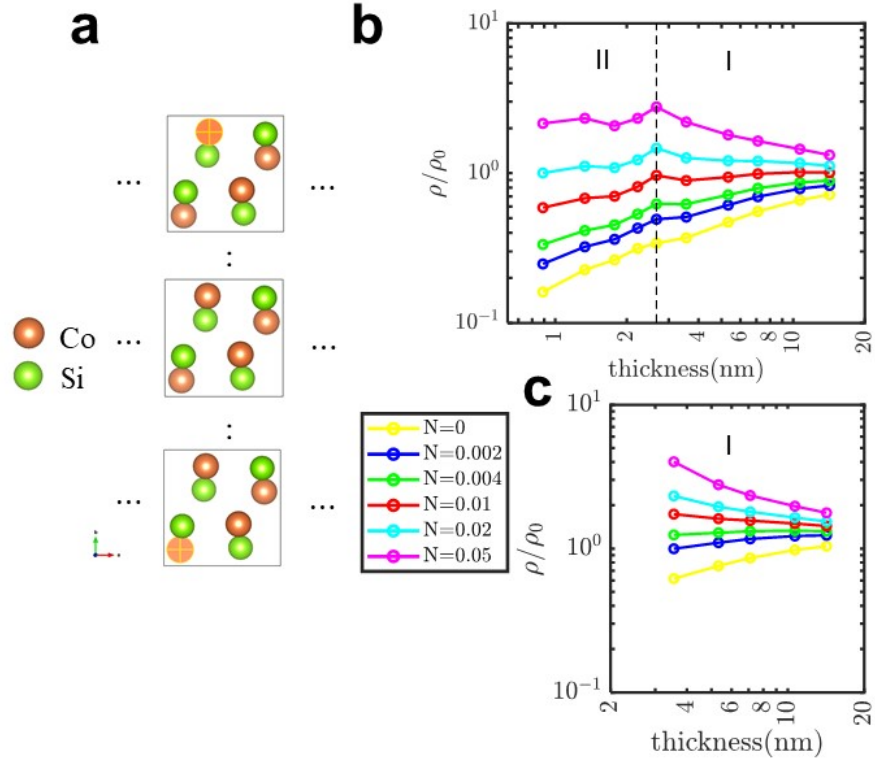 a
...
...
:
Co
Si
...
...
:
...
...
b
II
I
ρ/ρ0
10^1
10^0
10^-1
1
2
4
6
8
10
20
thickness(nm)
N=0
N=0.002
N=0.004
N=0.01
N=0.02
N=0.05
c
I
ρ/ρ0
10^1
10^0
10^-1
2
4
6
8
10
20
thickness(nm)